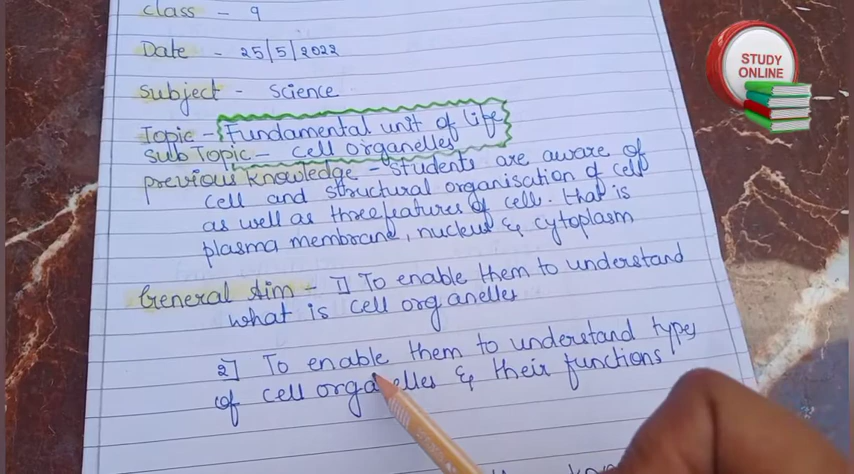 class - 9
Date - 25/5/2022
STUDY
ONLINE
Subject - Science
Topic - Fundamental unit of life
Sub Topic - cell organelles
previous knowledge - students are aware of
cell and structural organisation of cell
as well as three features of cell. that is
plasma membrane, nucleus & cytoplasm
General Aim - 1] To enable them to understand
what is cell organelles
2] To enable them to understand types
of cell organelles & their functions